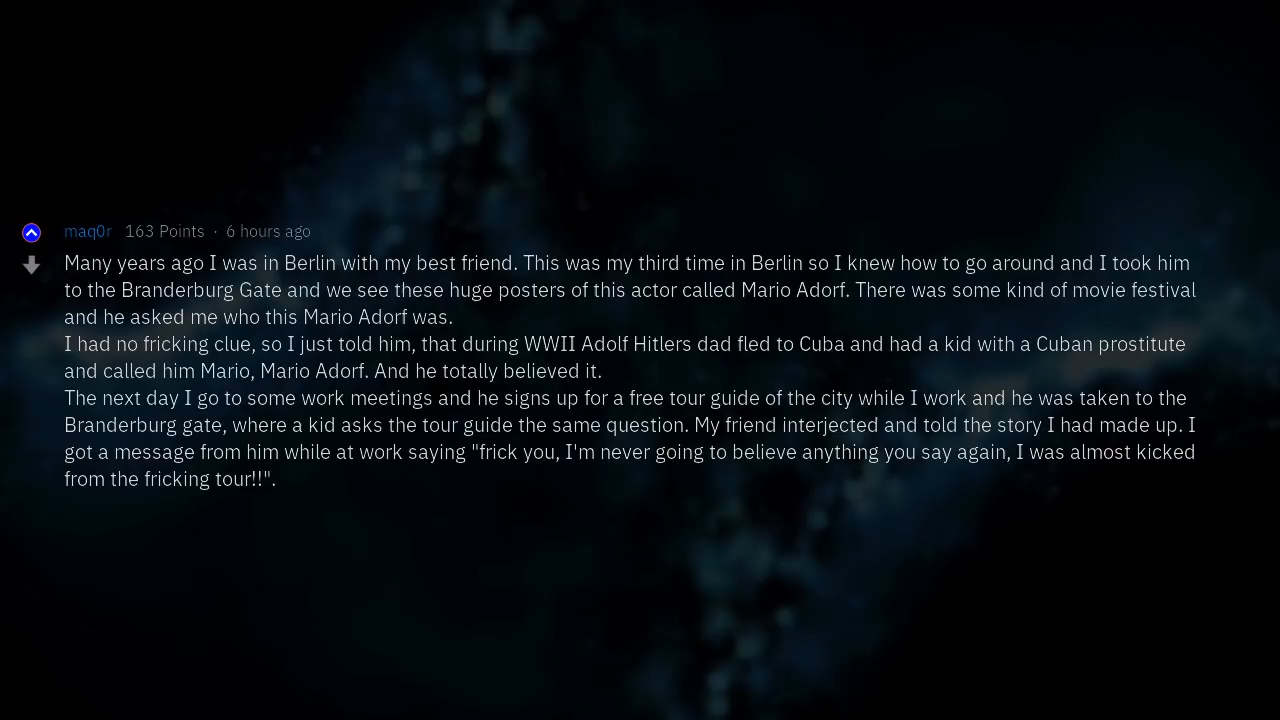 maq0r 163 Points · 6 hours ago
Many years ago I was in Berlin with my best friend. This was my third time in Berlin so I knew how to go around and I took him
to the Branderburg Gate and we see these huge posters of this actor called Mario Adorf. There was some kind of movie festival
and he asked me who this Mario Adorf was.
I had no fricking clue, so I just told him, that during WWII Adolf Hitlers dad fled to Cuba and had a kid with a Cuban prostitute
and called him Mario, Mario Adorf. And he totally believed it.
The next day I go to some work meetings and he signs up for a free tour guide of the city while I work and he was taken to the
Branderburg gate, where a kid asks the tour guide the same question. My friend interjected and told the story I had made up. I
got a message from him while at work saying "frick you, I'm never going to believe anything you say again, I was almost kicked
from the fricking tour!!".